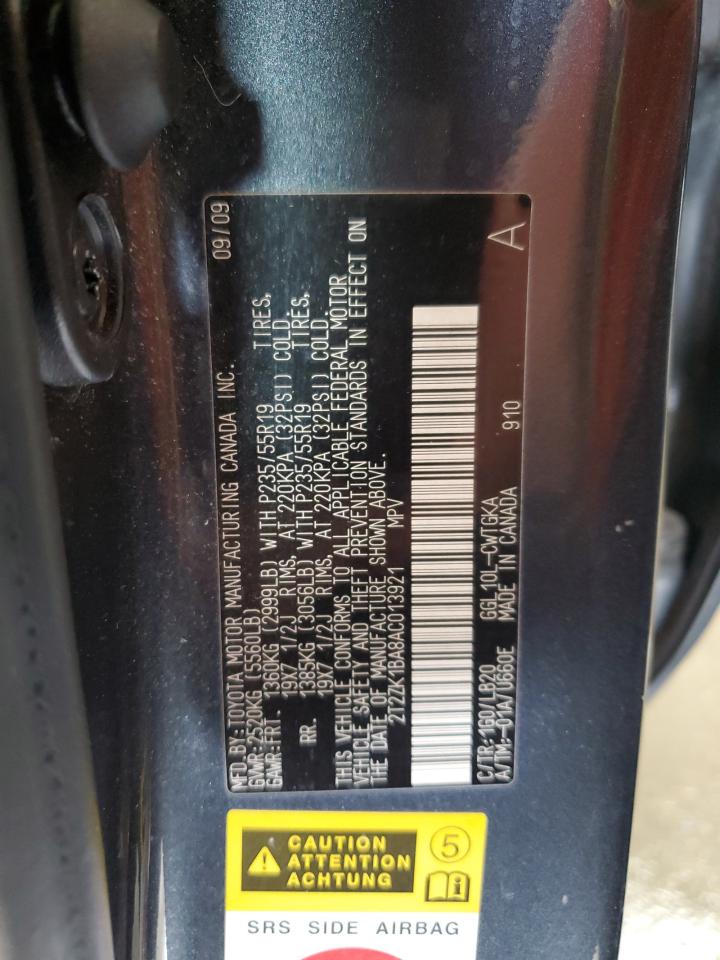 MFD BY:TOYOTA MOTOR MANUFACTURING CANADA INC. 09/09
GVWR:2520KG (5560LB)
GAWR:FRT 1360KG (2999LB) WITH P235/55R19 TIRES,
19X7 1/2J RIMS, AT 220KPA (32PSI) COLD
RR. 1385KG (3056LB) WITH P235/55R19 TIRES,
19X7 1/2J RIMS, AT 220KPA (32PSI) COLD.
THIS VEHICLE CONFORMS TO ALL APPLICABLE FEDERAL MOTOR
VEHICLE SAFETY AND THEFT PREVENTION STANDARDS IN EFFECT ON
THE DATE OF MANUFACTURE SHOWN ABOVE.
2T2ZK1BA8AC013921 MPV
C/TR:1G0/LB20 GGL10L-CWTGKA
A/TM:-01A/U660E MADE IN CANADA 910
A
CAUTION
ATTENTION
ACHTUNG
5
SRS SIDE AIRBAG